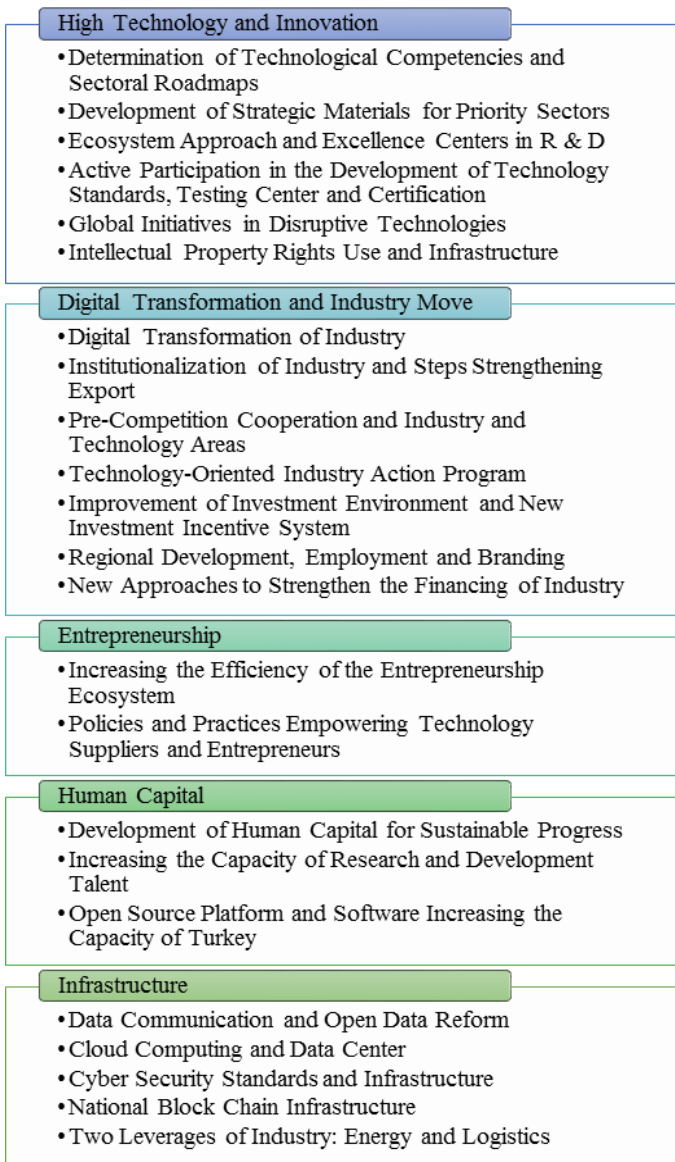 High Technology and Innovation
•Determination of Technological Competencies and
Sectoral Roadmaps
•Development of Strategic Materials for Priority Sectors
•Ecosystem Approach and Excellence Centers in R & D
•Active Participation in the Development of Technology
Standards, Testing Center and Certification
•Global Initiatives in Disruptive Technologies
•Intellectual Property Rights Use and Infrastructure
Digital Transformation and Industry Move
•Digital Transformation of Industry
•Institutionalization of Industry and Steps Strengthening
Export
•Pre-Competition Cooperation and Industry and
Technology Areas
•Technology-Oriented Industry Action Program
•Improvement of Investment Environment and New
Investment Incentive System
•Regional Development, Employment and Branding
•New Approaches to Strengthen the Financing of Industry
Entrepreneurship
•Increasing the Efficiency of the Entrepreneurship
Ecosystem
•Policies and Practices Empowering Technology
Suppliers and Entrepreneurs
Human Capital
•Development of Human Capital for Sustainable Progress
•Increasing the Capacity of Research and Development
Talent
•Open Source Platform and Software Increasing the
Capacity of Turkey
Infrastructure
•Data Communication and Open Data Reform
•Cloud Computing and Data Center
•Cyber Security Standards and Infrastructure
•National Block Chain Infrastructure
•Two Leverages of Industry: Energy and Logistics